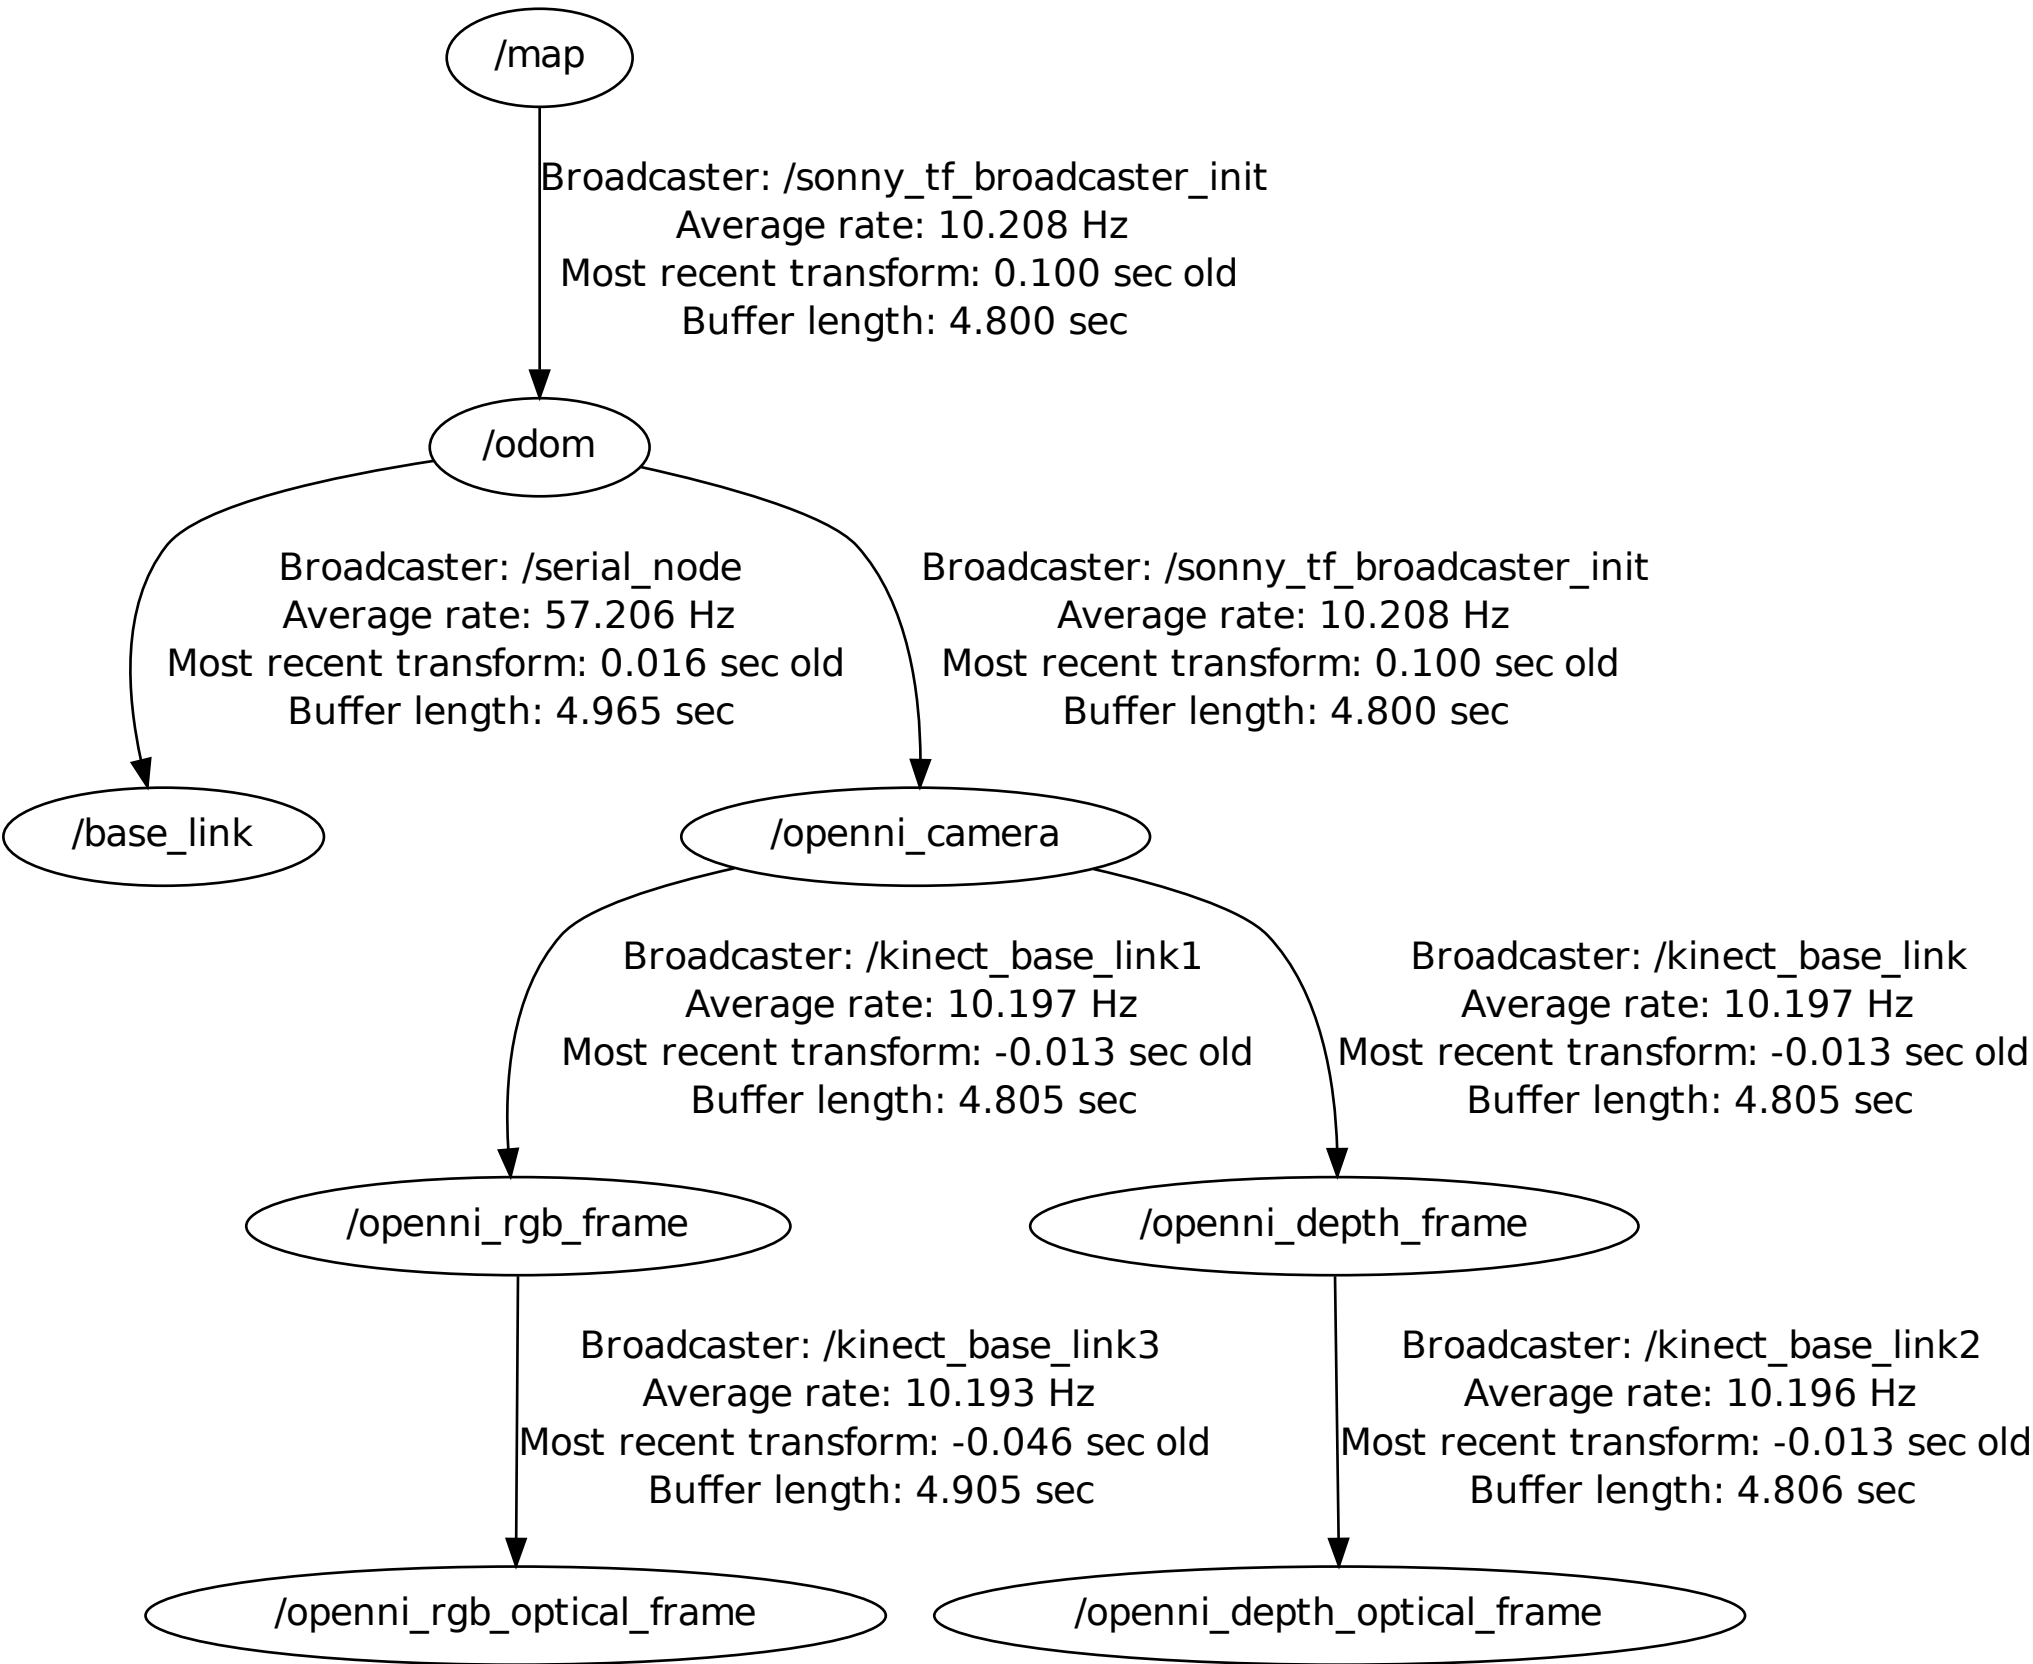 /map
Broadcaster: /sonny_tf_broadcaster_init
Average rate: 10.208 Hz
Most recent transform: 0.100 sec old
Buffer length: 4.800 sec
/odom
Broadcaster: /serial_node
Average rate: 57.206 Hz
Most recent transform: 0.016 sec old
Buffer length: 4.965 sec
Broadcaster: /sonny_tf_broadcaster_init
Average rate: 10.208 Hz
Most recent transform: 0.100 sec old
Buffer length: 4.800 sec
/base_link
/openni_camera
Broadcaster: /kinect_base_link1
Average rate: 10.197 Hz
Most recent transform: -0.013 sec old
Buffer length: 4.805 sec
Broadcaster: /kinect_base_link
Average rate: 10.197 Hz
Most recent transform: -0.013 sec old
Buffer length: 4.805 sec
/openni_rgb_frame
/openni_depth_frame
Broadcaster: /kinect_base_link3
Average rate: 10.193 Hz
Most recent transform: -0.046 sec old
Buffer length: 4.905 sec
Broadcaster: /kinect_base_link2
Average rate: 10.196 Hz
Most recent transform: -0.013 sec old
Buffer length: 4.806 sec
/openni_rgb_optical_frame
/openni_depth_optical_frame